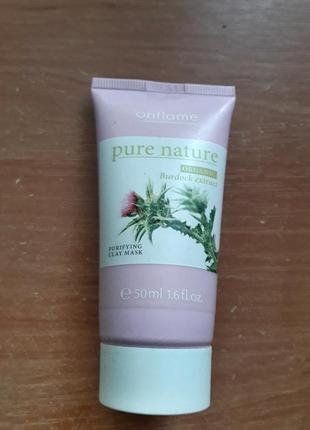 oriflame
pure nature
ORGANIC
Burdock extract
PURIFYING
CLAY MASK
℮ 50 ml 1.6 fl.oz.